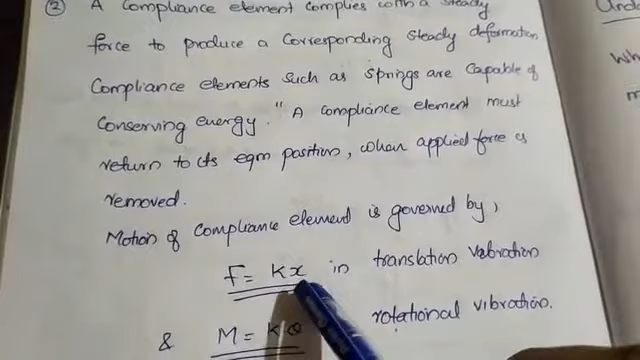 ② A Compliance element Complies with a steady
force to produce a Corresponding steady deformation
Compliance elements such as springs are capable of
Conserving energy. " A compliance element must
return to its eqm position, when applied force is
removed.
Motion of Compliance element is governed by,
F = Kx in translation vibration
& M = Kθ rotational vibration.
Wh
m